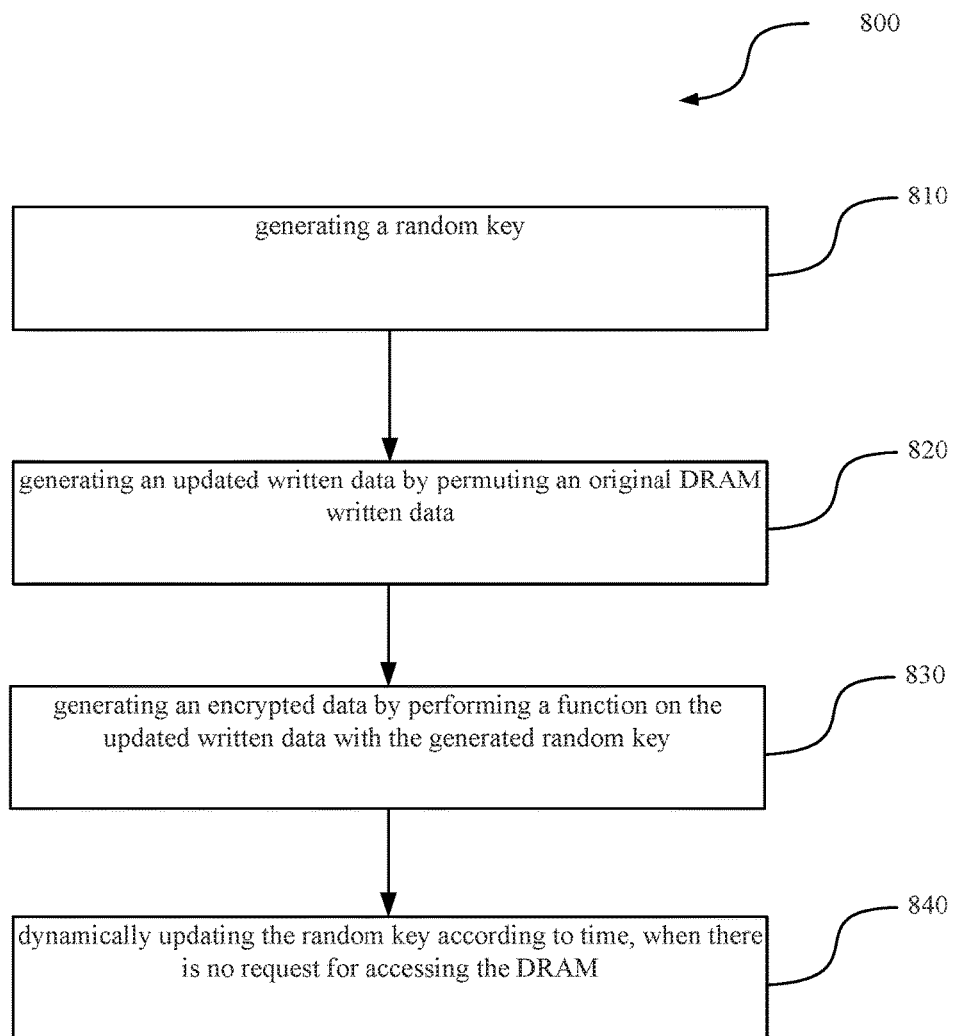 800
810
generating a random key
820
generating an updated written data by permuting an original DRAM
written data
830
generating an encrypted data by performing a function on the
updated written data with the generated random key
840
dynamically updating the random key according to time, when there
is no request for accessing the DRAM